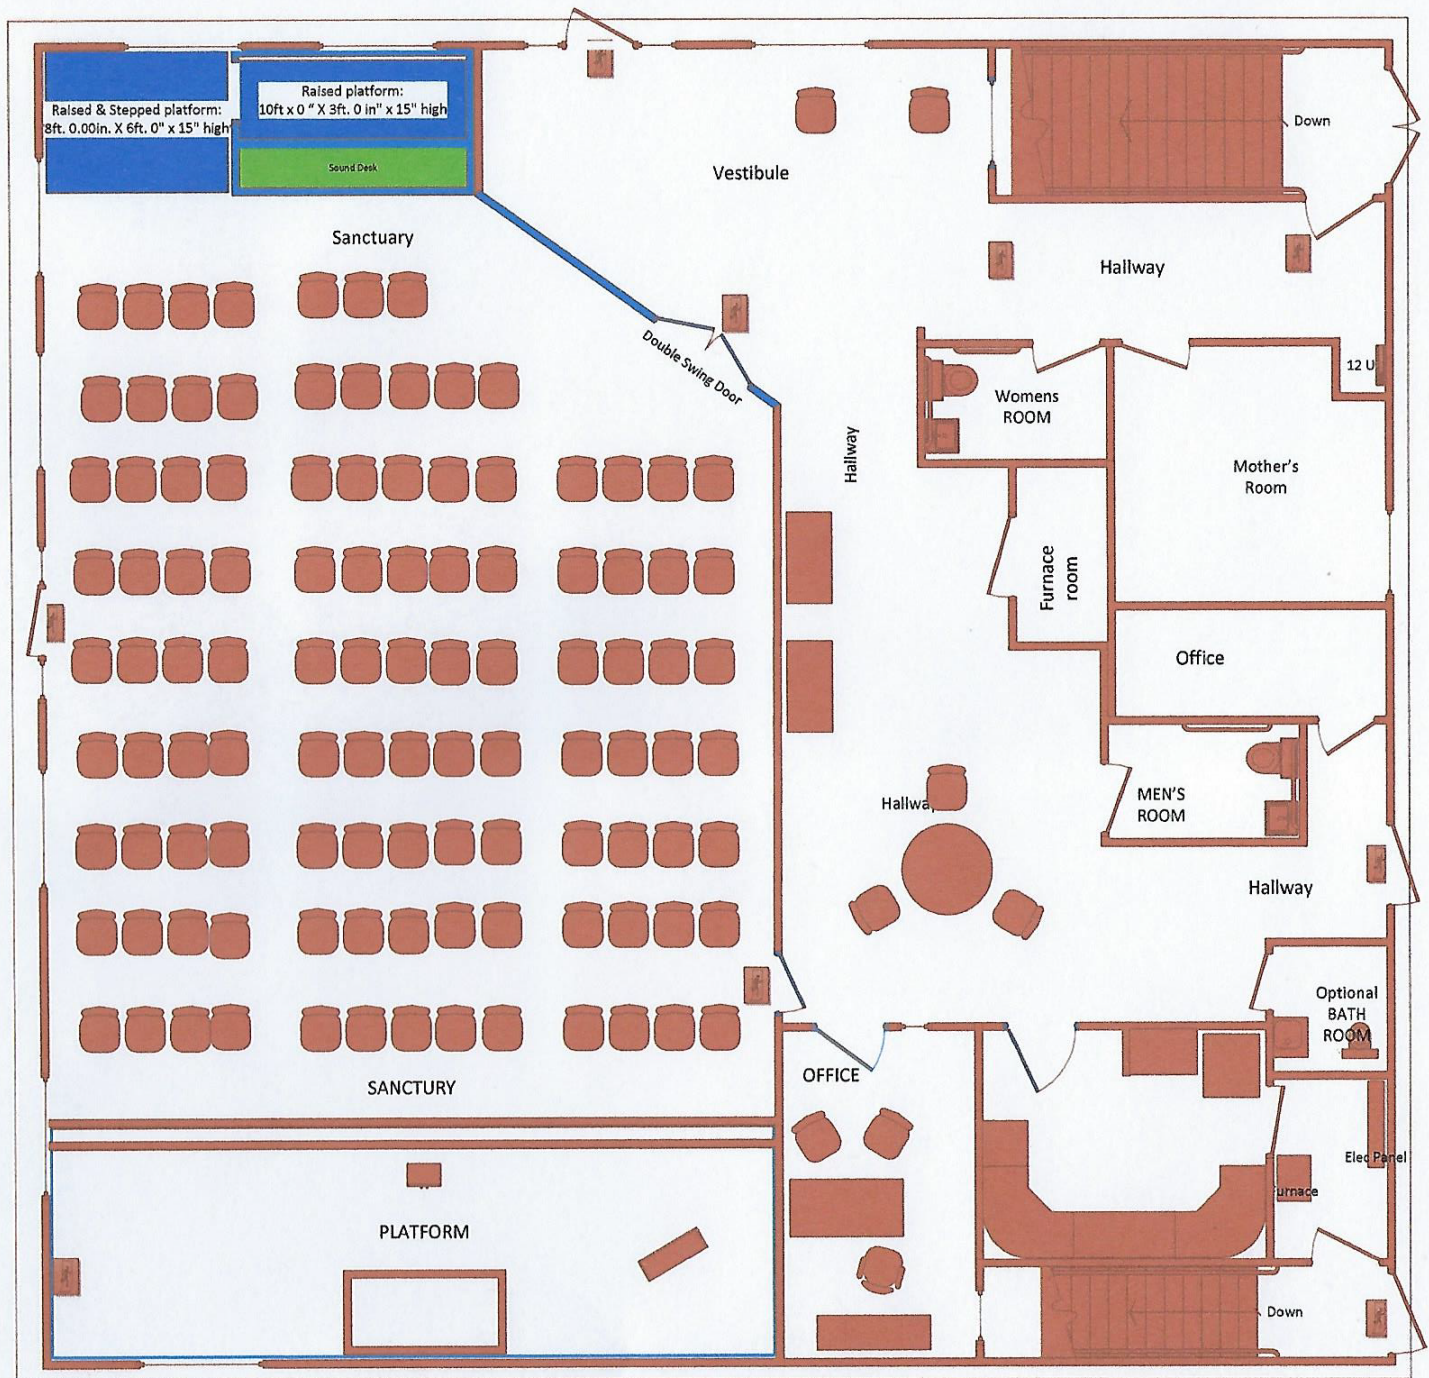 Raised & Stepped platform:
8ft. 0.00in. X 6ft. 0" x 15" high
Raised platform:
10ft x 0 " X 3ft. 0 in" x 15" high
Sound Desk
Vestibule
Down
Sanctuary
Hallway
Double Swing Door
12 U
Womens
ROOM
Hallway
Mother's
Room
Furnace
room
Office
MEN'S
ROOM
Hallway
Hallway
Optional
BATH
ROOM
OFFICE
SANCTURY
Elec Panel
Furnace
PLATFORM
Down